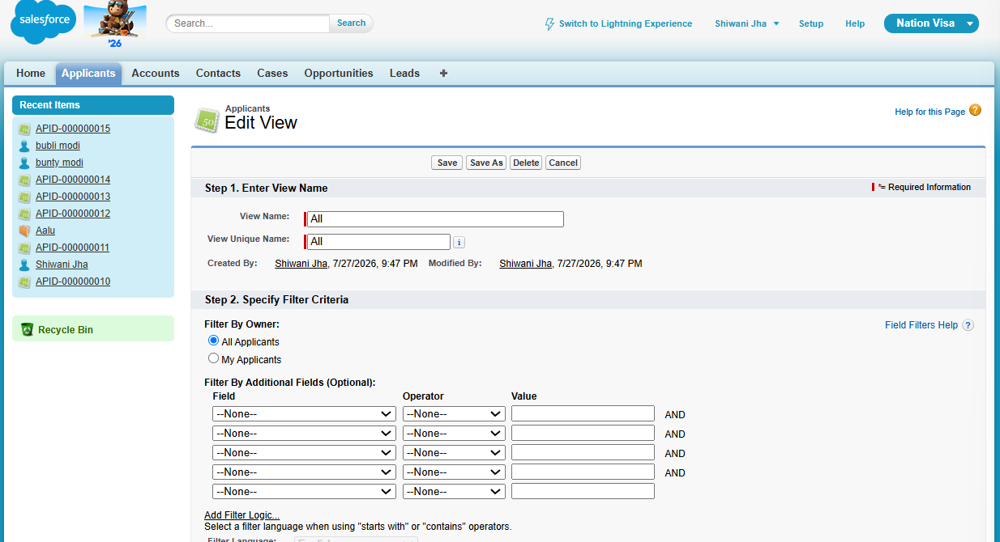 salesforce
'26
Search... Search
Switch to Lightning Experience Shiwani Jha Setup Help Nation Visa
Home Applicants Accounts Contacts Cases Opportunities Leads +
Recent Items
APID-000000015
bubli modi
bunty modi
APID-000000014
APID-000000013
APID-000000012
Aalu
APID-000000011
Shiwani Jha
APID-000000010
Recycle Bin
50
Applicants
Edit View
Help for this Page ?
Save Save As Delete Cancel
Step 1. Enter View Name *= Required Information
View Name: All
View Unique Name: All i
Created By: Shiwani Jha, 7/27/2026, 9:47 PM Modified By: Shiwani Jha, 7/27/2026, 9:47 PM
Step 2. Specify Filter Criteria
Filter By Owner: Field Filters Help ?
All Applicants
My Applicants
Filter By Additional Fields (Optional):
Field Operator Value
--None-- --None-- AND
--None-- --None-- AND
--None-- --None-- AND
--None-- --None-- AND
--None-- --None--
Add Filter Logic...
Select a filter language when using "starts with" or "contains" operators.
Filter Language: